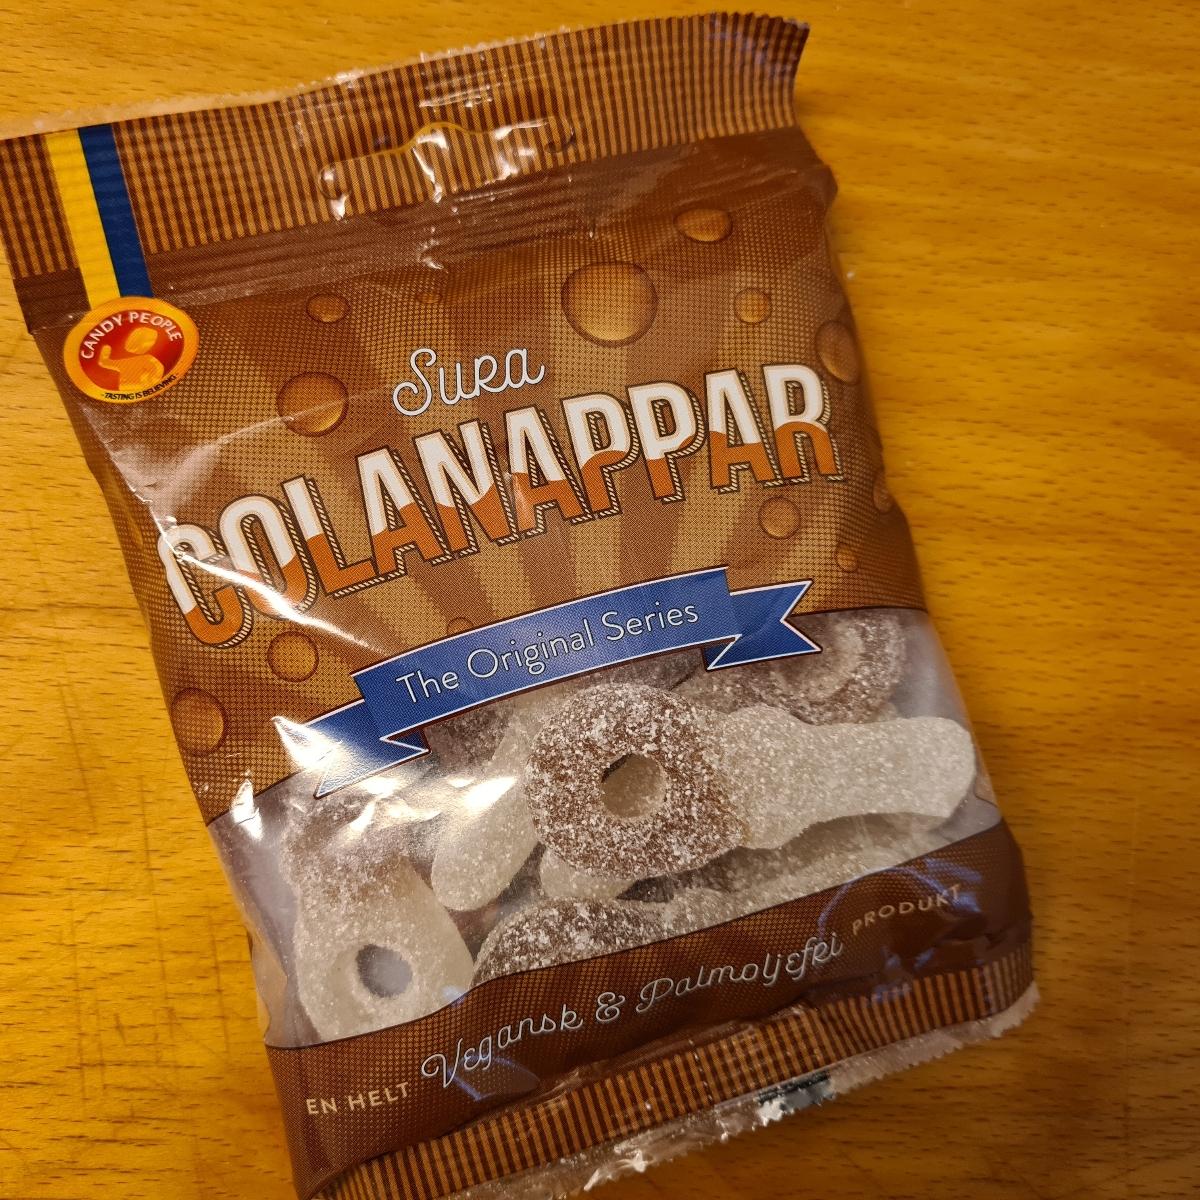 CANDY PEOPLE
- TASTING IS BELIEVING -
Sura
COLANAPPAR
The Original Series
EN HELT Vegansk & Palmoljefri PRODUKT